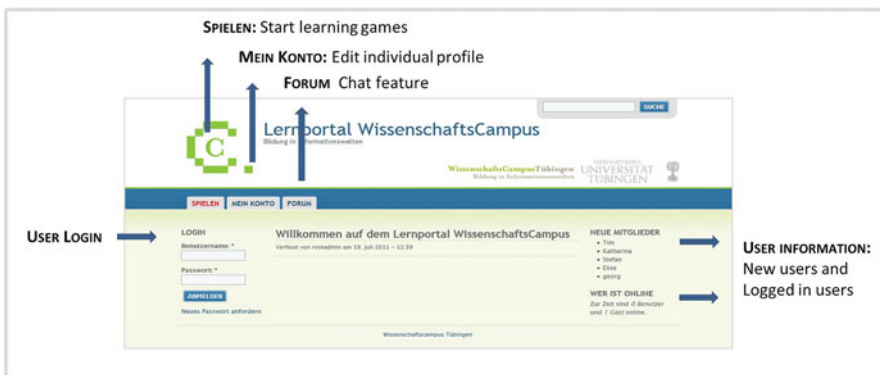 SPIELEN: Start learning games
MEIN KONTO: Edit individual profile
FORUM Chat feature
SUCHE
C
Lernportal WissenschaftsCampus
Bildung in Informationswelten
WissenschaftsCampusTübingen
Bildung in Informationswelten
EBERHARD KARLS
UNIVERSITÄT
TÜBINGEN
SPIELEN MEIN KONTO FORUM
USER LOGIN
LOGIN
Benutzername: *
Passwort: *
ANMELDEN
Neues Passwort anfordern
Willkommen auf dem Lernportal WissenschaftsCampus
Verfasst von rootadmin am 18. Juli 2011 – 12:59
NEUE MITGLIEDER
• Tim
• Katharina
• Stefan
• Elise
• georg
WER IST ONLINE
Zur Zeit sind 0 Benutzer
und 1 Gast online.
USER INFORMATION:
New users and
Logged in users
Wissenschaftscampus Tübingen